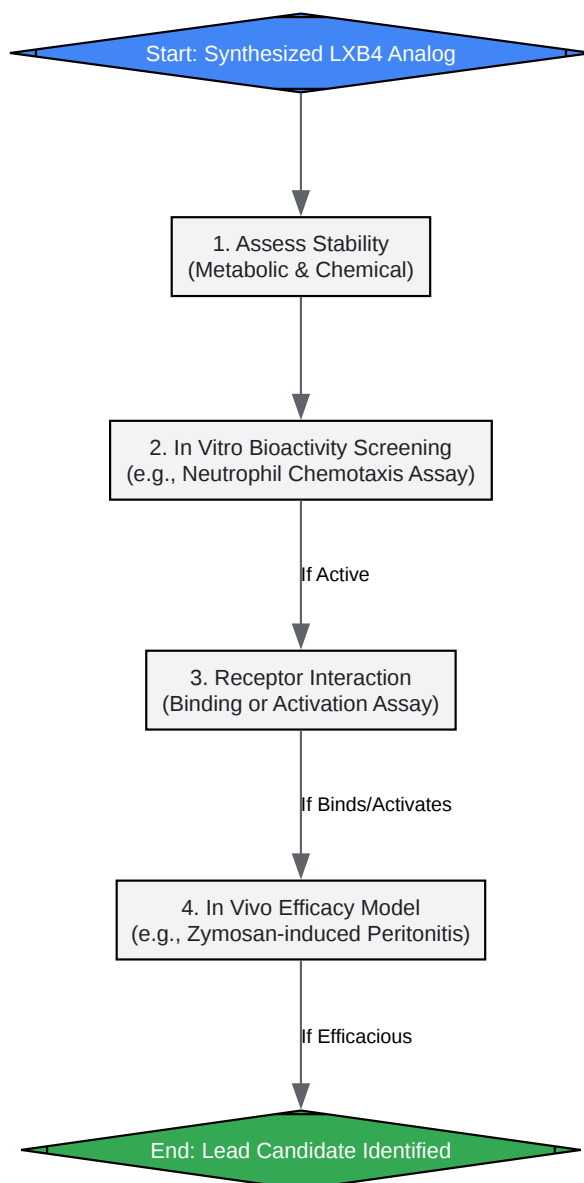 Start: Synthesized LXB4 Analog
1. Assess Stability
(Metabolic & Chemical)
2. In Vitro Bioactivity Screening
(e.g., Neutrophil Chemotaxis Assay)
If Active
3. Receptor Interaction
(Binding or Activation Assay)
If Binds/Activates
4. In Vivo Efficacy Model
(e.g., Zymosan-induced Peritonitis)
If Efficacious
End: Lead Candidate Identified